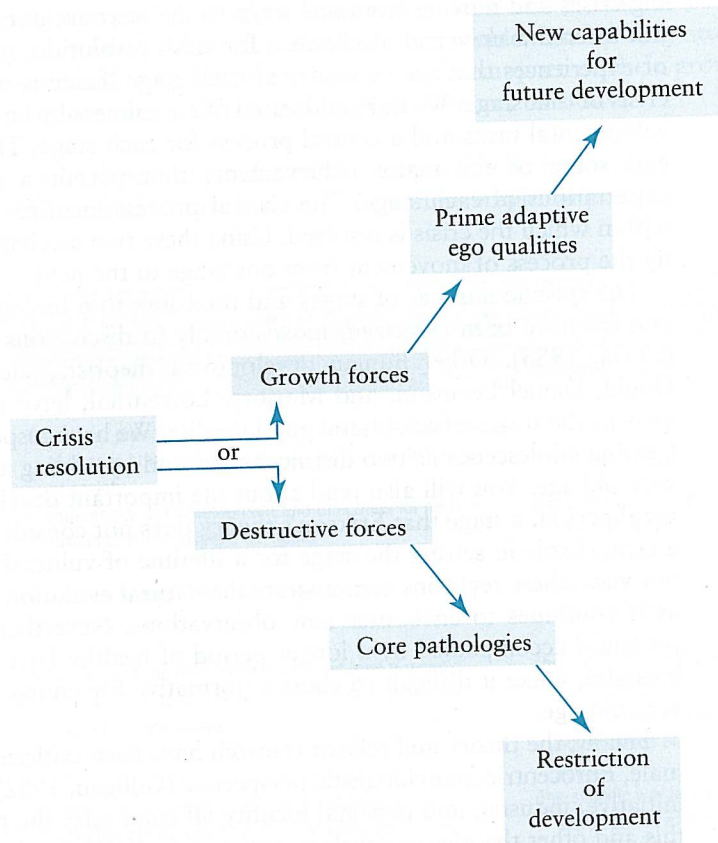 New capabilities
for
future development
Prime adaptive
ego qualities
Growth forces
Crisis
resolution
or
Destructive forces
Core pathologies
Restriction
of
development